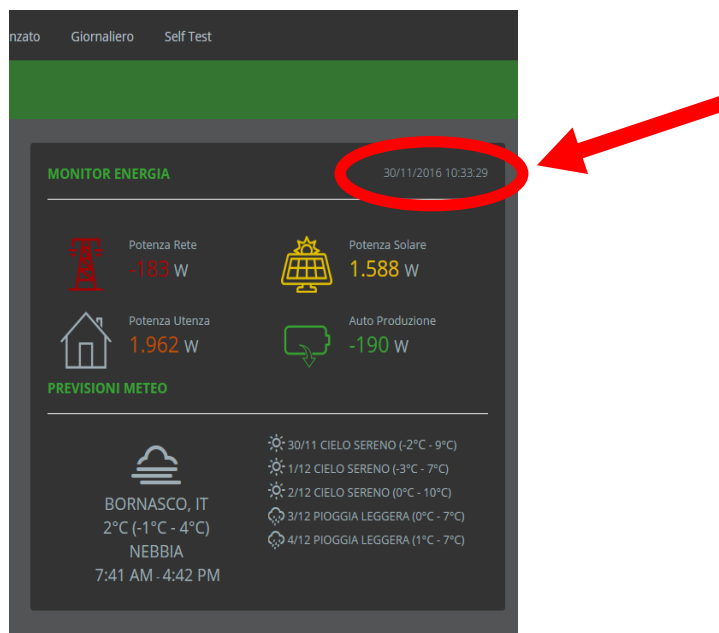 nzato Giornaliero Self Test
MONITOR ENERGIA 30/11/2016 10:33:29
Potenza Rete
-183 W
Potenza Solare
1.588 W
Potenza Utenza
1.962 W
Auto Produzione
-190 W
PREVISIONI METEO
BORNASCO, IT
2°C (-1°C - 4°C)
NEBBIA
7:41 AM - 4:42 PM
30/11 CIELO SERENO (-2°C - 9°C)
1/12 CIELO SERENO (-3°C - 7°C)
2/12 CIELO SERENO (0°C - 10°C)
3/12 PIOGGIA LEGGERA (0°C - 7°C)
4/12 PIOGGIA LEGGERA (1°C - 7°C)